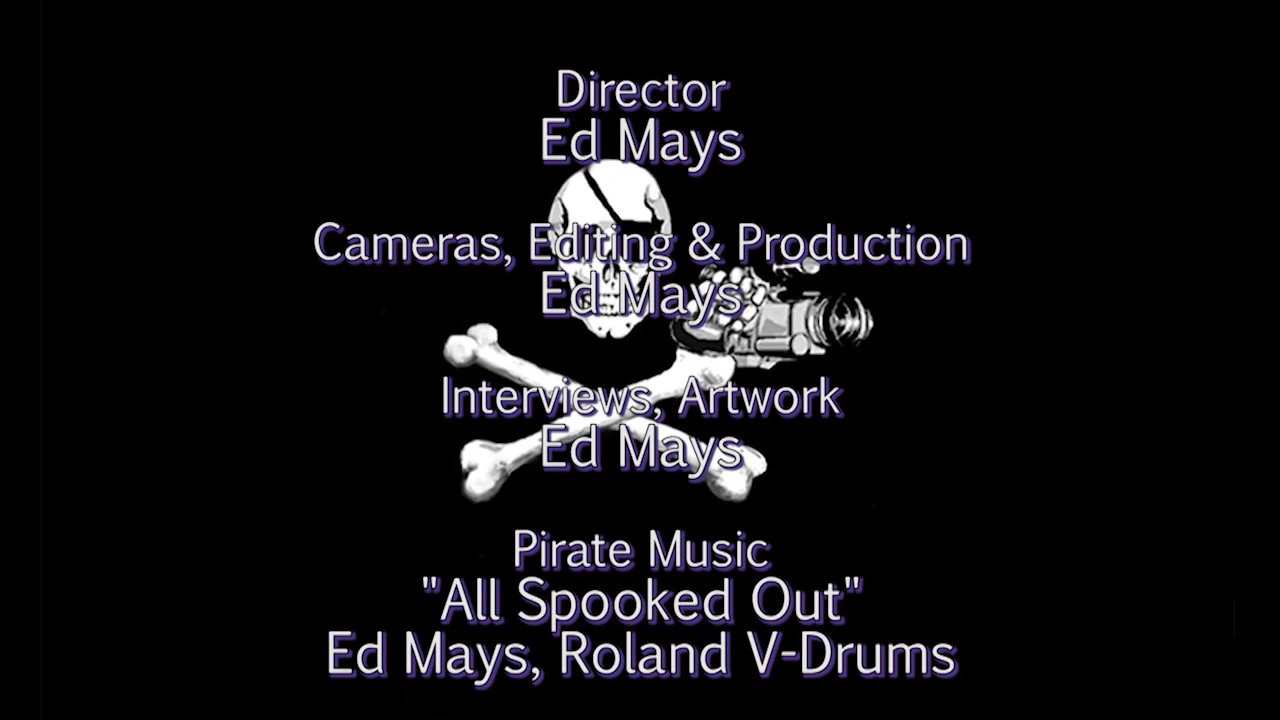 Director
Ed Mays
Cameras, Editing & Production
Ed Mays
Interviews, Artwork
Ed Mays
Pirate Music
"All Spooked Out"
Ed Mays, Roland V-Drums